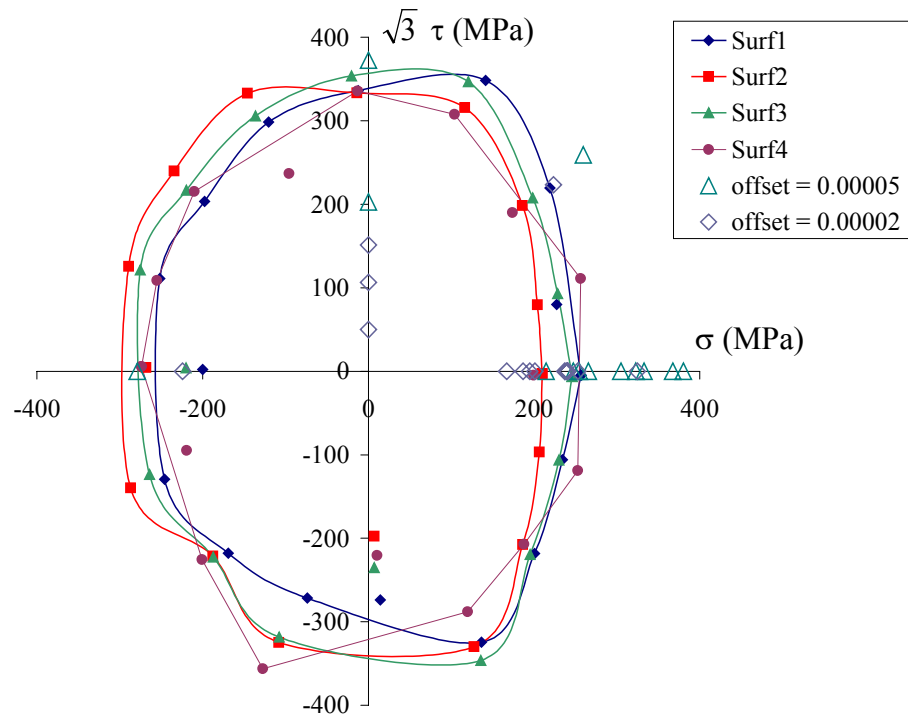 √3 τ (MPa)
400
300
200
100
0
-100
-200
-300
-400
-400
-200
0
200
400
σ (MPa)
Surf1
Surf2
Surf3
Surf4
offset = 0.00005
offset = 0.00002